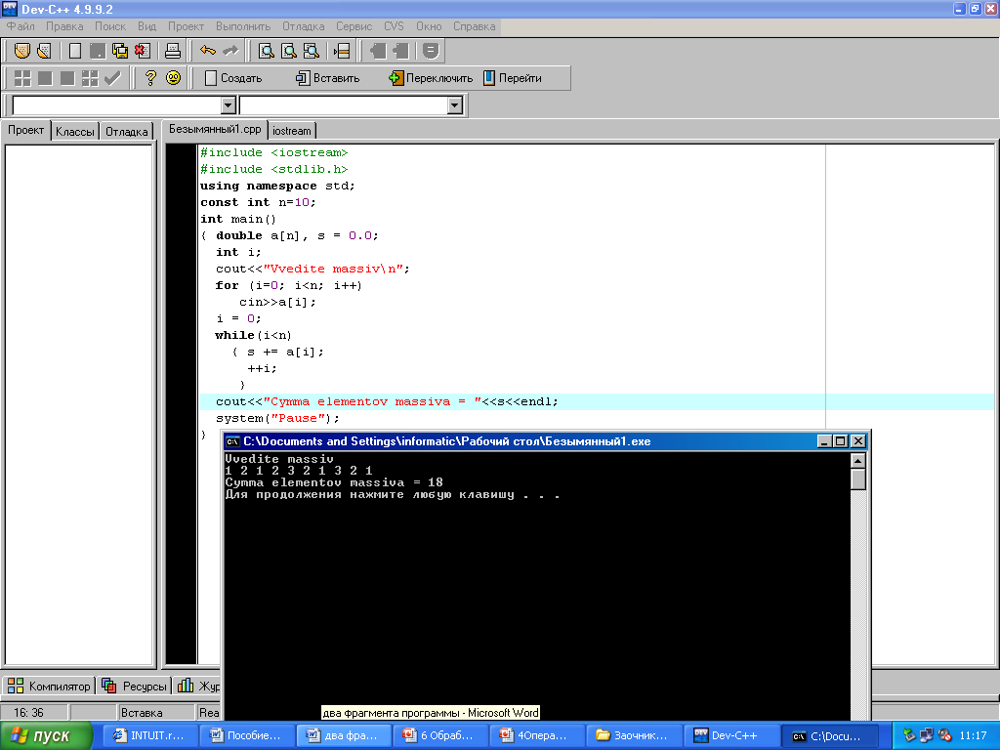 Dev-C++ 4.9.9.2
Файл Правка Поиск Вид Проект Выполнить Отладка Сервис CVS Окно Справка
Создать Вставить Переключить Перейти
Проект Классы Отладка Безымянный1.cpp iostream
#include <iostream>
#include <stdlib.h>
using namespace std;
const int n=10;
int main()
{ double a[n], s = 0.0;
int i;
cout<<"Vvedite massiv\n";
for (i=0; i<n; i++)
cin>>a[i];
i = 0;
while(i<n)
{ s += a[i];
++i;
}
cout<<"Cymma elementov massiva = "<<s<<endl;
system("Pause");
}
C:\Documents and Settings\informatic\Рабочий стол\Безымянный1.exe
Vvedite massiv
1 2 1 2 3 2 1 3 2 1
Cymma elementov massiva = 18
Для продолжения нажмите любую клавишу . . .
Компилятор Ресурсы Жур
16: 36 Вставка Rea
два фрагмента программы - Microsoft Word
пуск INTUIT.r... Пособие... два фра... 6 Обраб... 4Опера... Заочник... Dev-C++ C:\Docu... 11:17